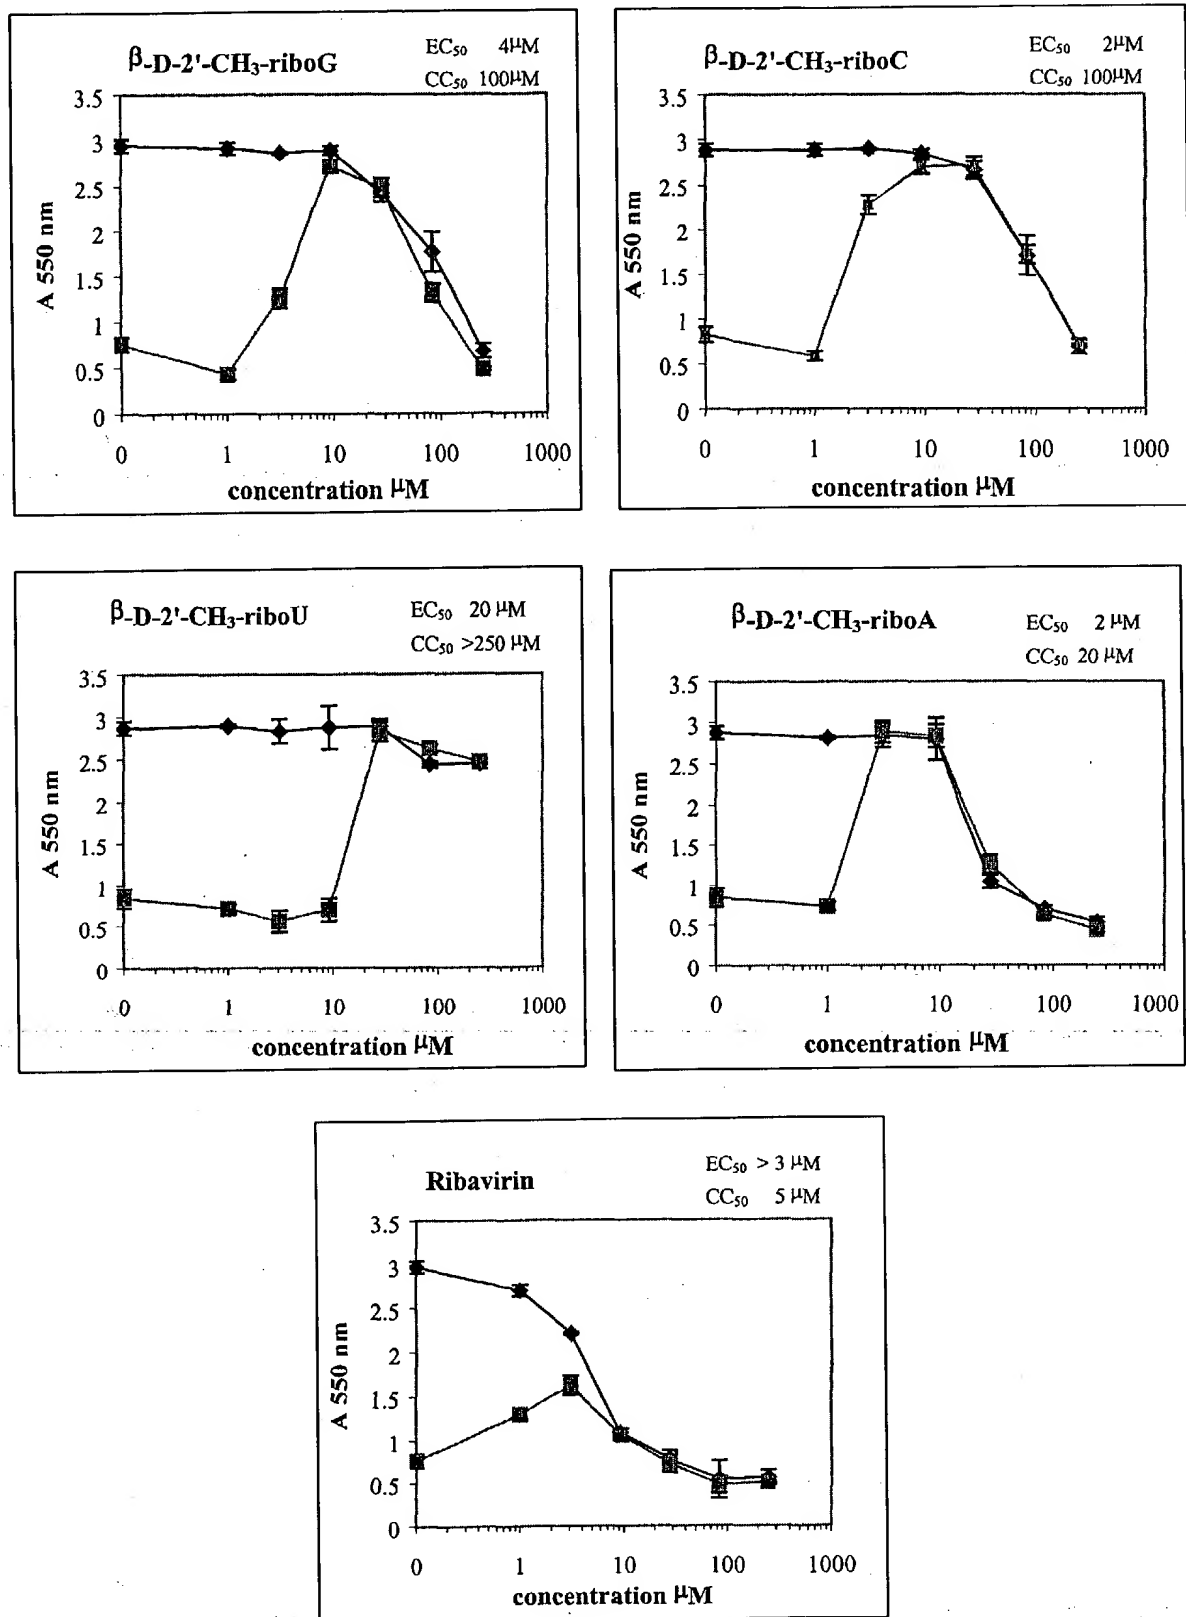 β-D-2'-CH₃-riboG
EC₅₀ 4μM
CC₅₀ 100μM
3.5
3
2.5
2
1.5
1
0.5
0
A 550 nm
0 1 10 100 1000
concentration μM
β-D-2'-CH₃-riboC
EC₅₀ 2μM
CC₅₀ 100μM
3.5
3
2.5
2
1.5
1
0.5
0
A 550 nm
0 1 10 100 1000
concentration μM
β-D-2'-CH₃-riboU
EC₅₀ 20 μM
CC₅₀ >250 μM
3.5
3
2.5
2
1.5
1
0.5
0
A 550 nm
0 1 10 100 1000
concentration μM
β-D-2'-CH₃-riboA
EC₅₀ 2 μM
CC₅₀ 20 μM
3.5
3
2.5
2
1.5
1
0.5
0
A 550 nm
0 1 10 100 1000
concentration μM
Ribavirin
EC₅₀ > 3 μM
CC₅₀ 5 μM
3.5
3
2.5
2
1.5
1
0.5
0
A 550 nm
0 1 10 100 1000
concentration μM